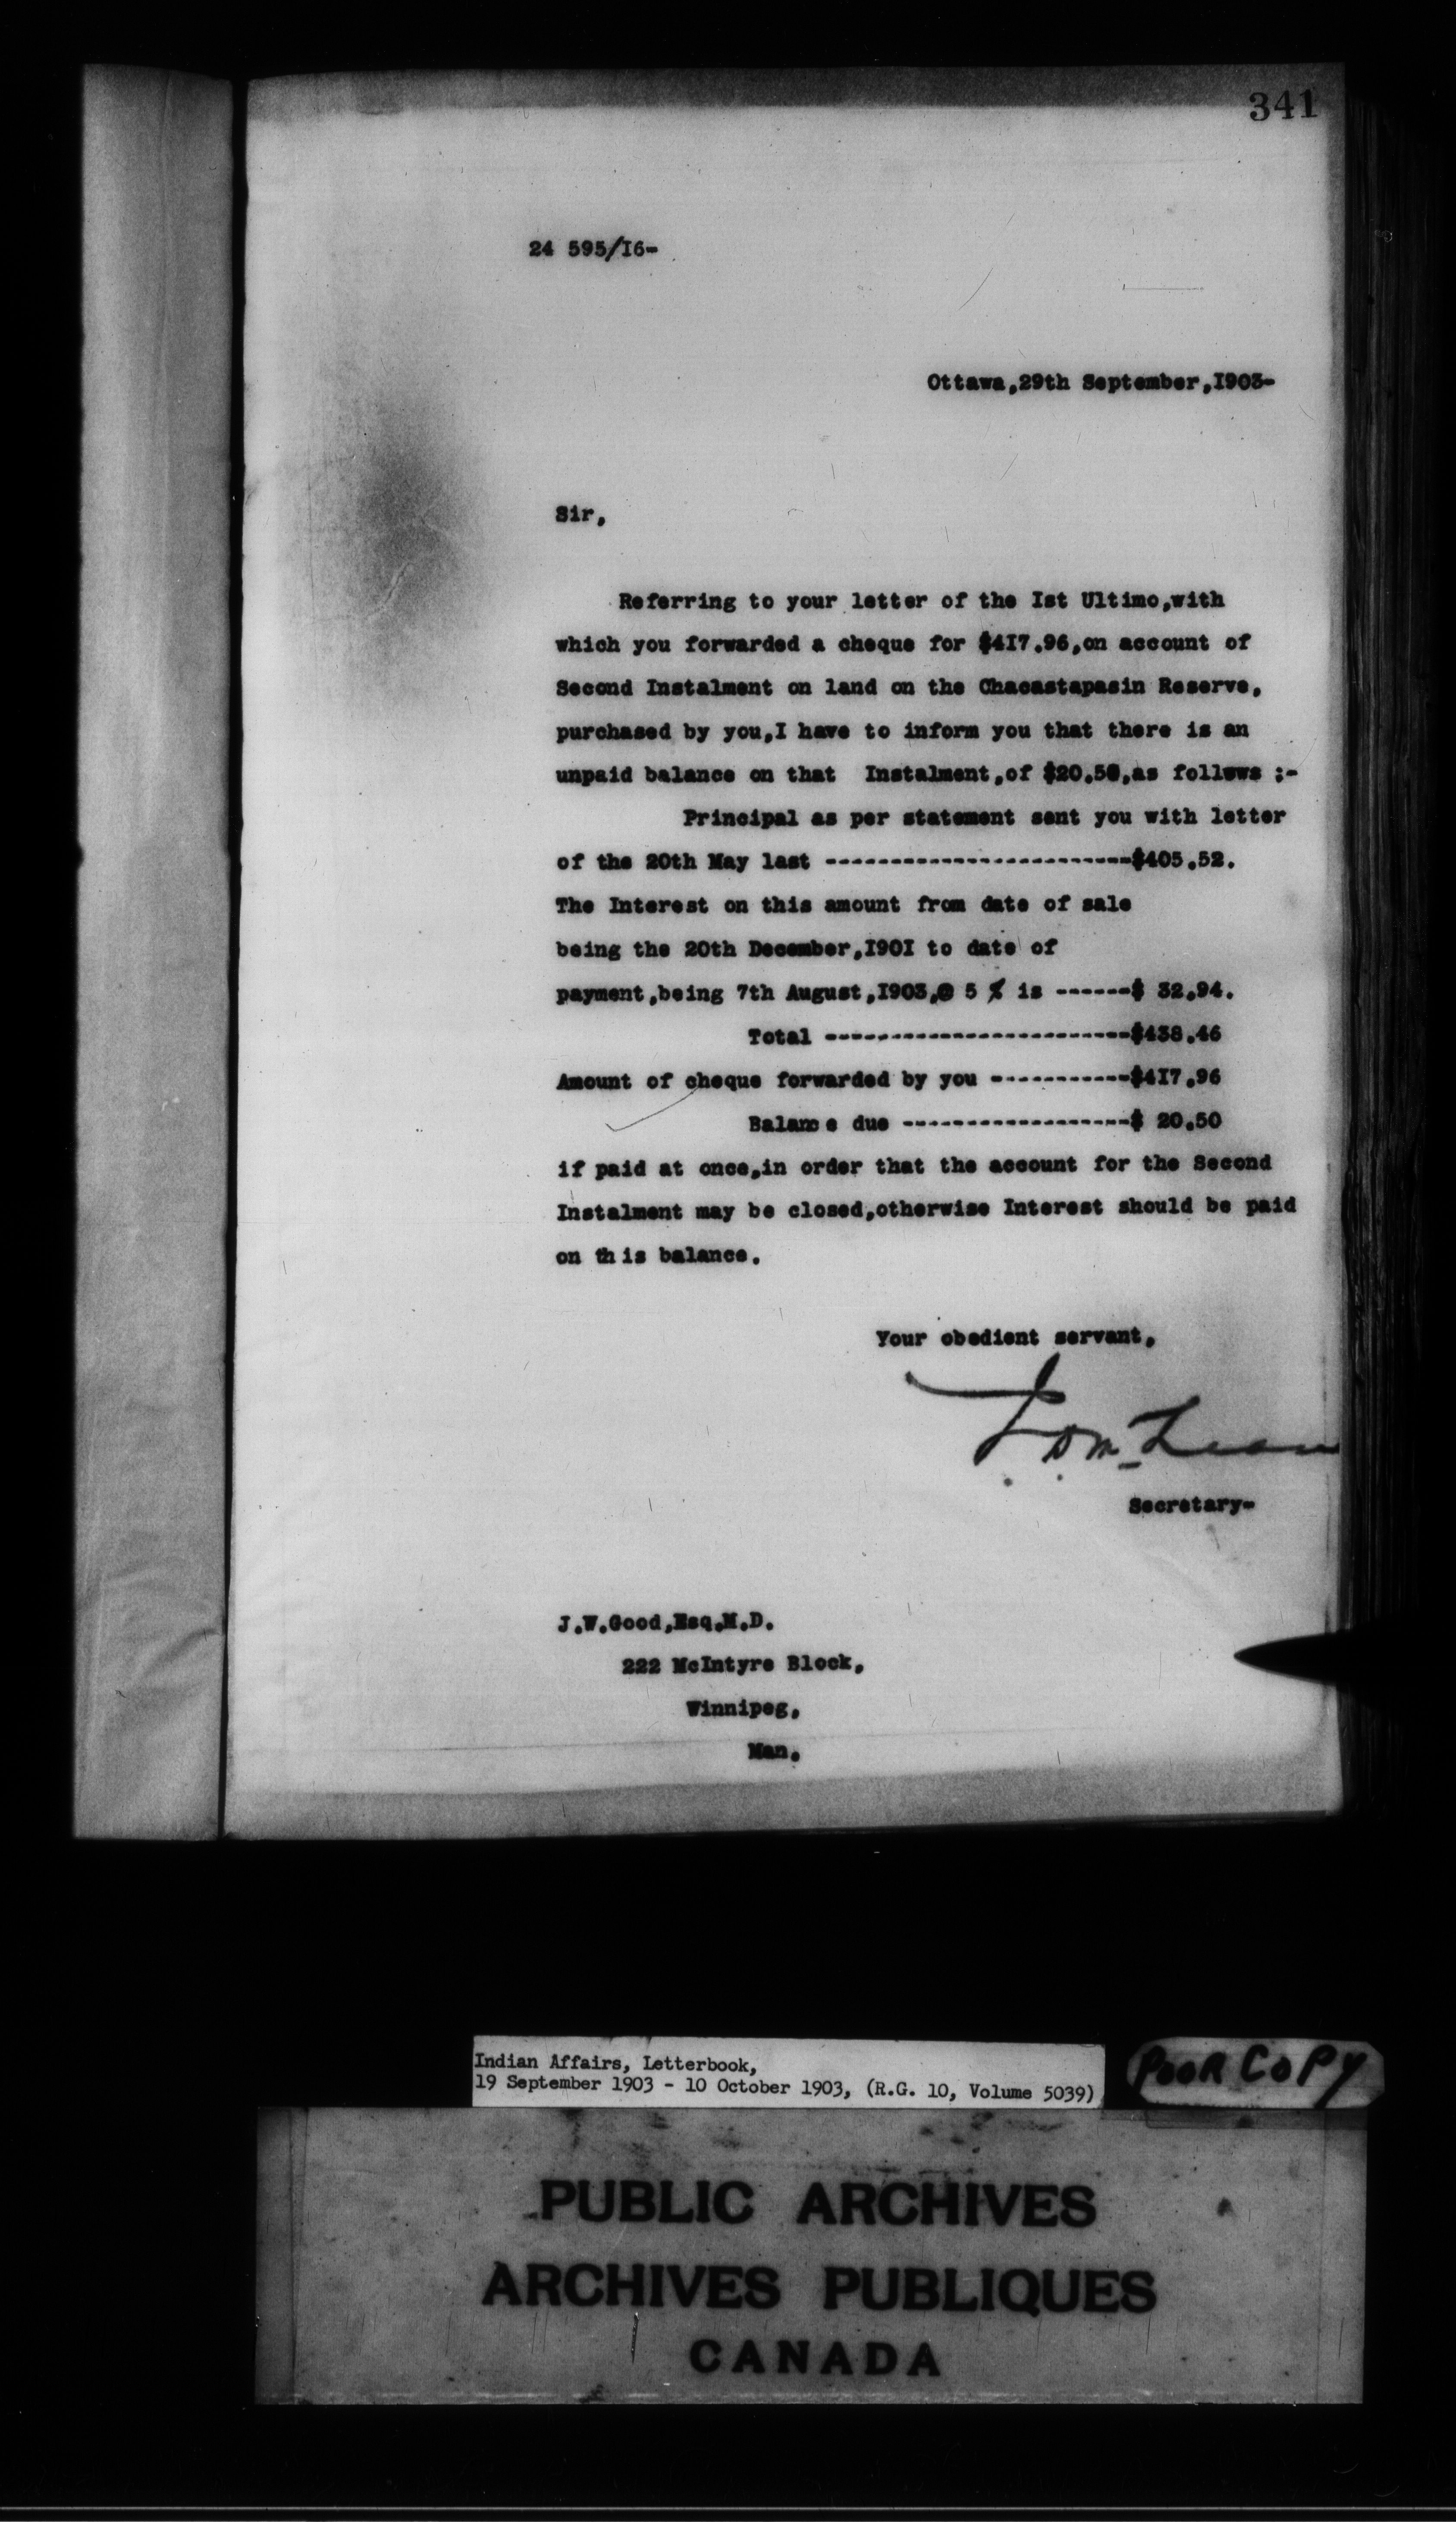 341
24 595/I6-
Ottawa,29th September,I903-
Sir,
Referring to your letter of the Ist Ultimo,with
which you forwarded a cheque for $4I7.96,on account of
Second Instalment on land on the Chacastapasin Reserve,
purchased by you,I have to inform you that there is an
unpaid balance on that Instalment,of $20.50,as follows ;-
Principal as per statement sent you with letter
of the 20th May last ------------------------$405.52.
The Interest on this amount from date of sale
being the 20th December,I90I to date of
payment,being 7th August,I903,@ 5 % is ------$ 32.94.
Total ------------------------$438.46
Amount of cheque forwarded by you -----------$4I7.96
Balance due ------------------$ 20.50
if paid at once,in order that the account for the Second
Instalment may be closed,otherwise Interest should be paid
on this balance.
Your obedient servant,
J. D. McLean
Secretary-
J.W.Good,Esq.M.D.
222 McIntyre Block,
Winnipeg,
Man.
Indian Affairs, Letterbook,
19 September 1903 - 10 October 1903, (R.G. 10, Volume 5039)
POOR COPY
PUBLIC ARCHIVES
ARCHIVES PUBLIQUES
CANADA